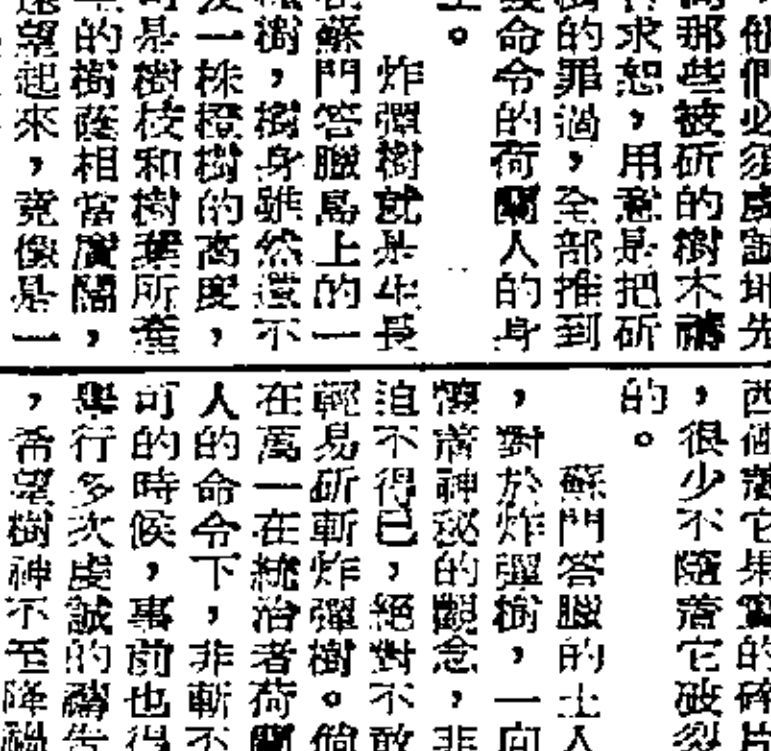 他們必須虔誠地先
向那些被斫的樹木禱
告求恕，用意是把斫
樹的罪過，全部推到
發命令的荷蘭人的身
上。
炸彈樹就是生長
在蘇門答臘島上的一
種樹，樹身雖然還不
及一株橙樹的高度，
可是樹枝和樹葉所產
生的樹蔭相當廣闊，
遠望起來，竟像是一
西它果實的碎片
，很少不隨着它破裂
的。
蘇門答臘的土人
，對於炸彈樹，一向
懷着神秘的觀念，非
迫不得已，絕對不敢
輕易斫斬炸彈樹。倘
在萬一在統治者荷蘭
人的命令下，非斬不
可的時候，事前也得
舉行多次虔誠的禱告
，希望樹神不至降禍